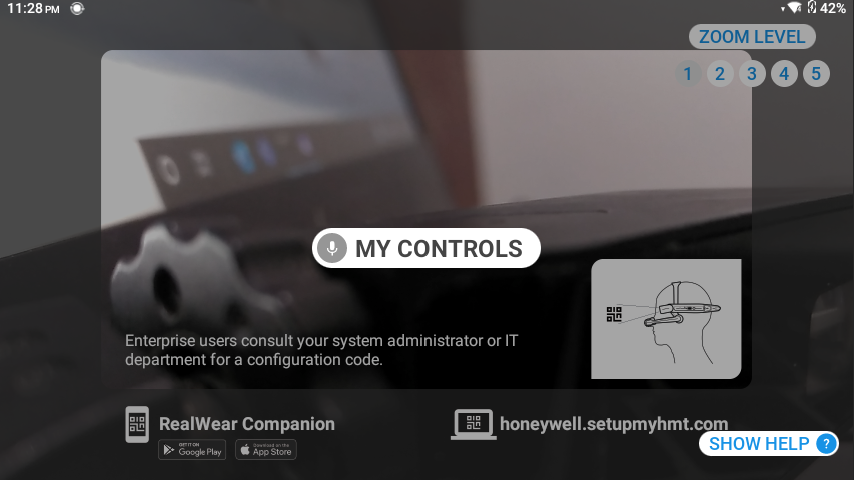 11:28 PM
42%
ZOOM LEVEL
1 2 3 4 5
MY CONTROLS
Enterprise users consult your system administrator or IT
department for a configuration code.
RealWear Companion
GET IT ON
Google Play
Download on the
App Store
honeywell.setupmyhmt.com
SHOW HELP ?